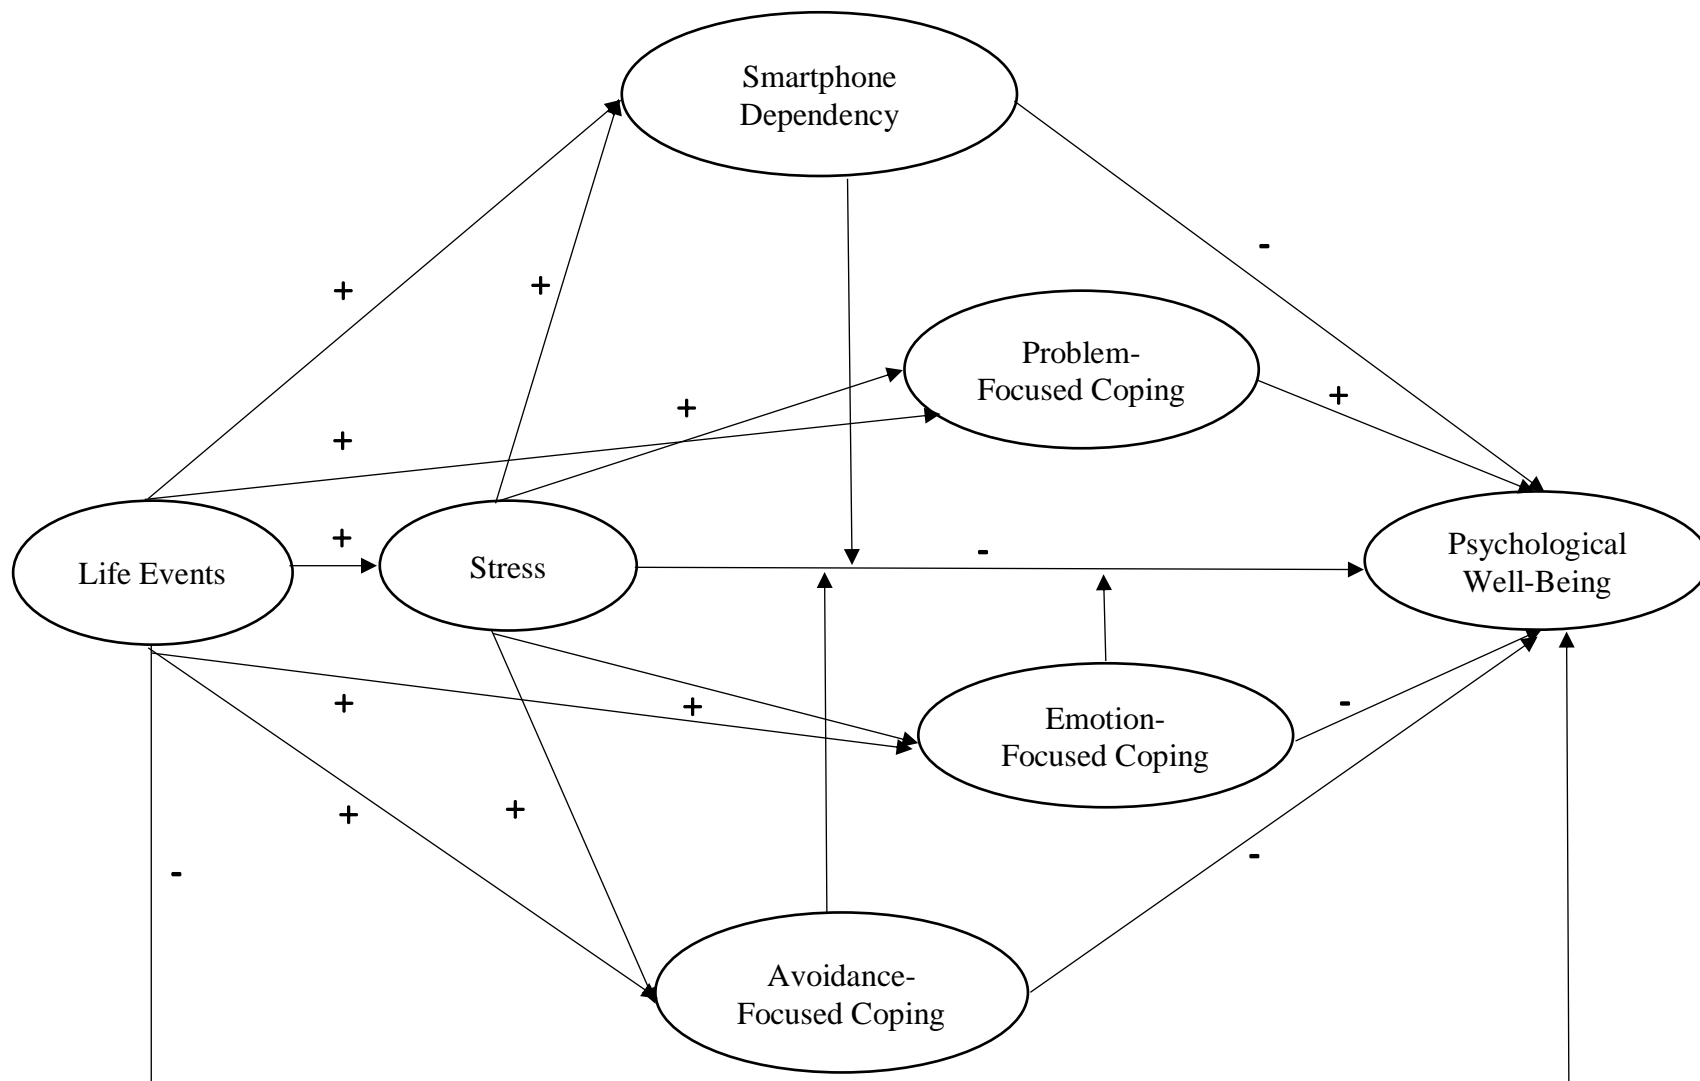 Smartphone
Dependency
-
+
+
Problem-
Focused Coping
+
+
+
Life Events
+
Stress
-
Psychological
Well-Being
+
+
Emotion-
Focused Coping
-
+
+
-
-
Avoidance-
Focused Coping